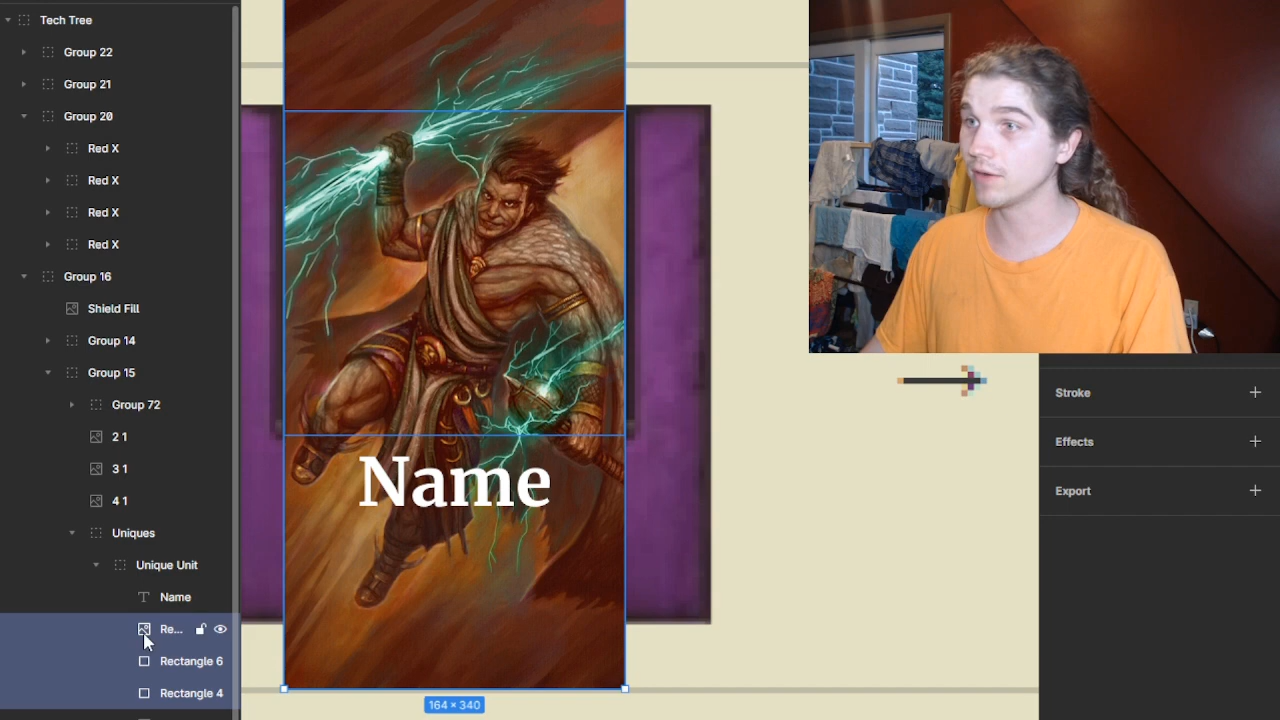 Tech Tree
Group 22
Group 21
Group 20
Red X
Red X
Red X
Red X
Group 16
Shield Fill
Group 14
Group 15
Group 72
2 1
3 1
4 1
Uniques
Unique Unit
Name
Re...
Rectangle 6
Rectangle 4
Name
164 × 340
Stroke
Effects
Export